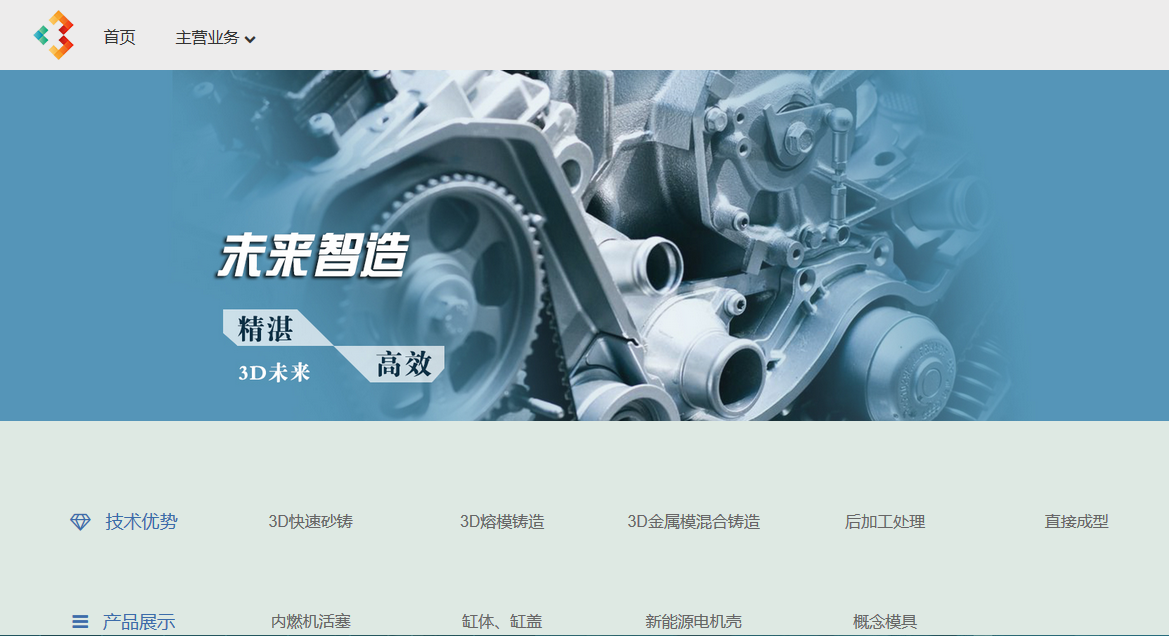 首页 主营业务
未来智造
精湛
高效
3D未来
技术优势 3D快速砂铸 3D熔模铸造 3D金属模混合铸造 后加工处理 直接成型
产品展示 内燃机活塞 缸体、缸盖 新能源电机壳 概念模具